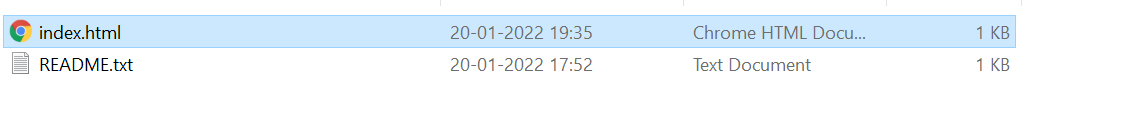 index.html 20-01-2022 19:35 Chrome HTML Docu... 1 KB
README.txt 20-01-2022 17:52 Text Document 1 KB